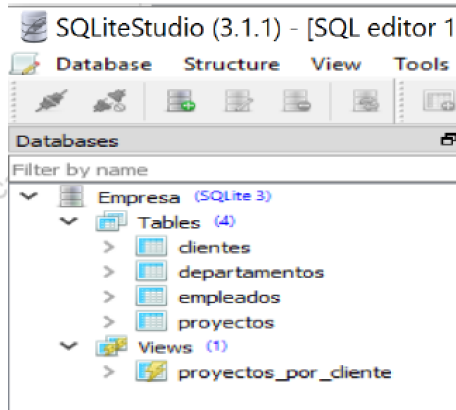 SQLiteStudio (3.1.1) - [SQL editor 1
Database Structure View Tools
Databases
Filter by name
Empresa (SQLite 3)
Tables (4)
clientes
departamentos
empleados
proyectos
Views (1)
proyectos_por_cliente